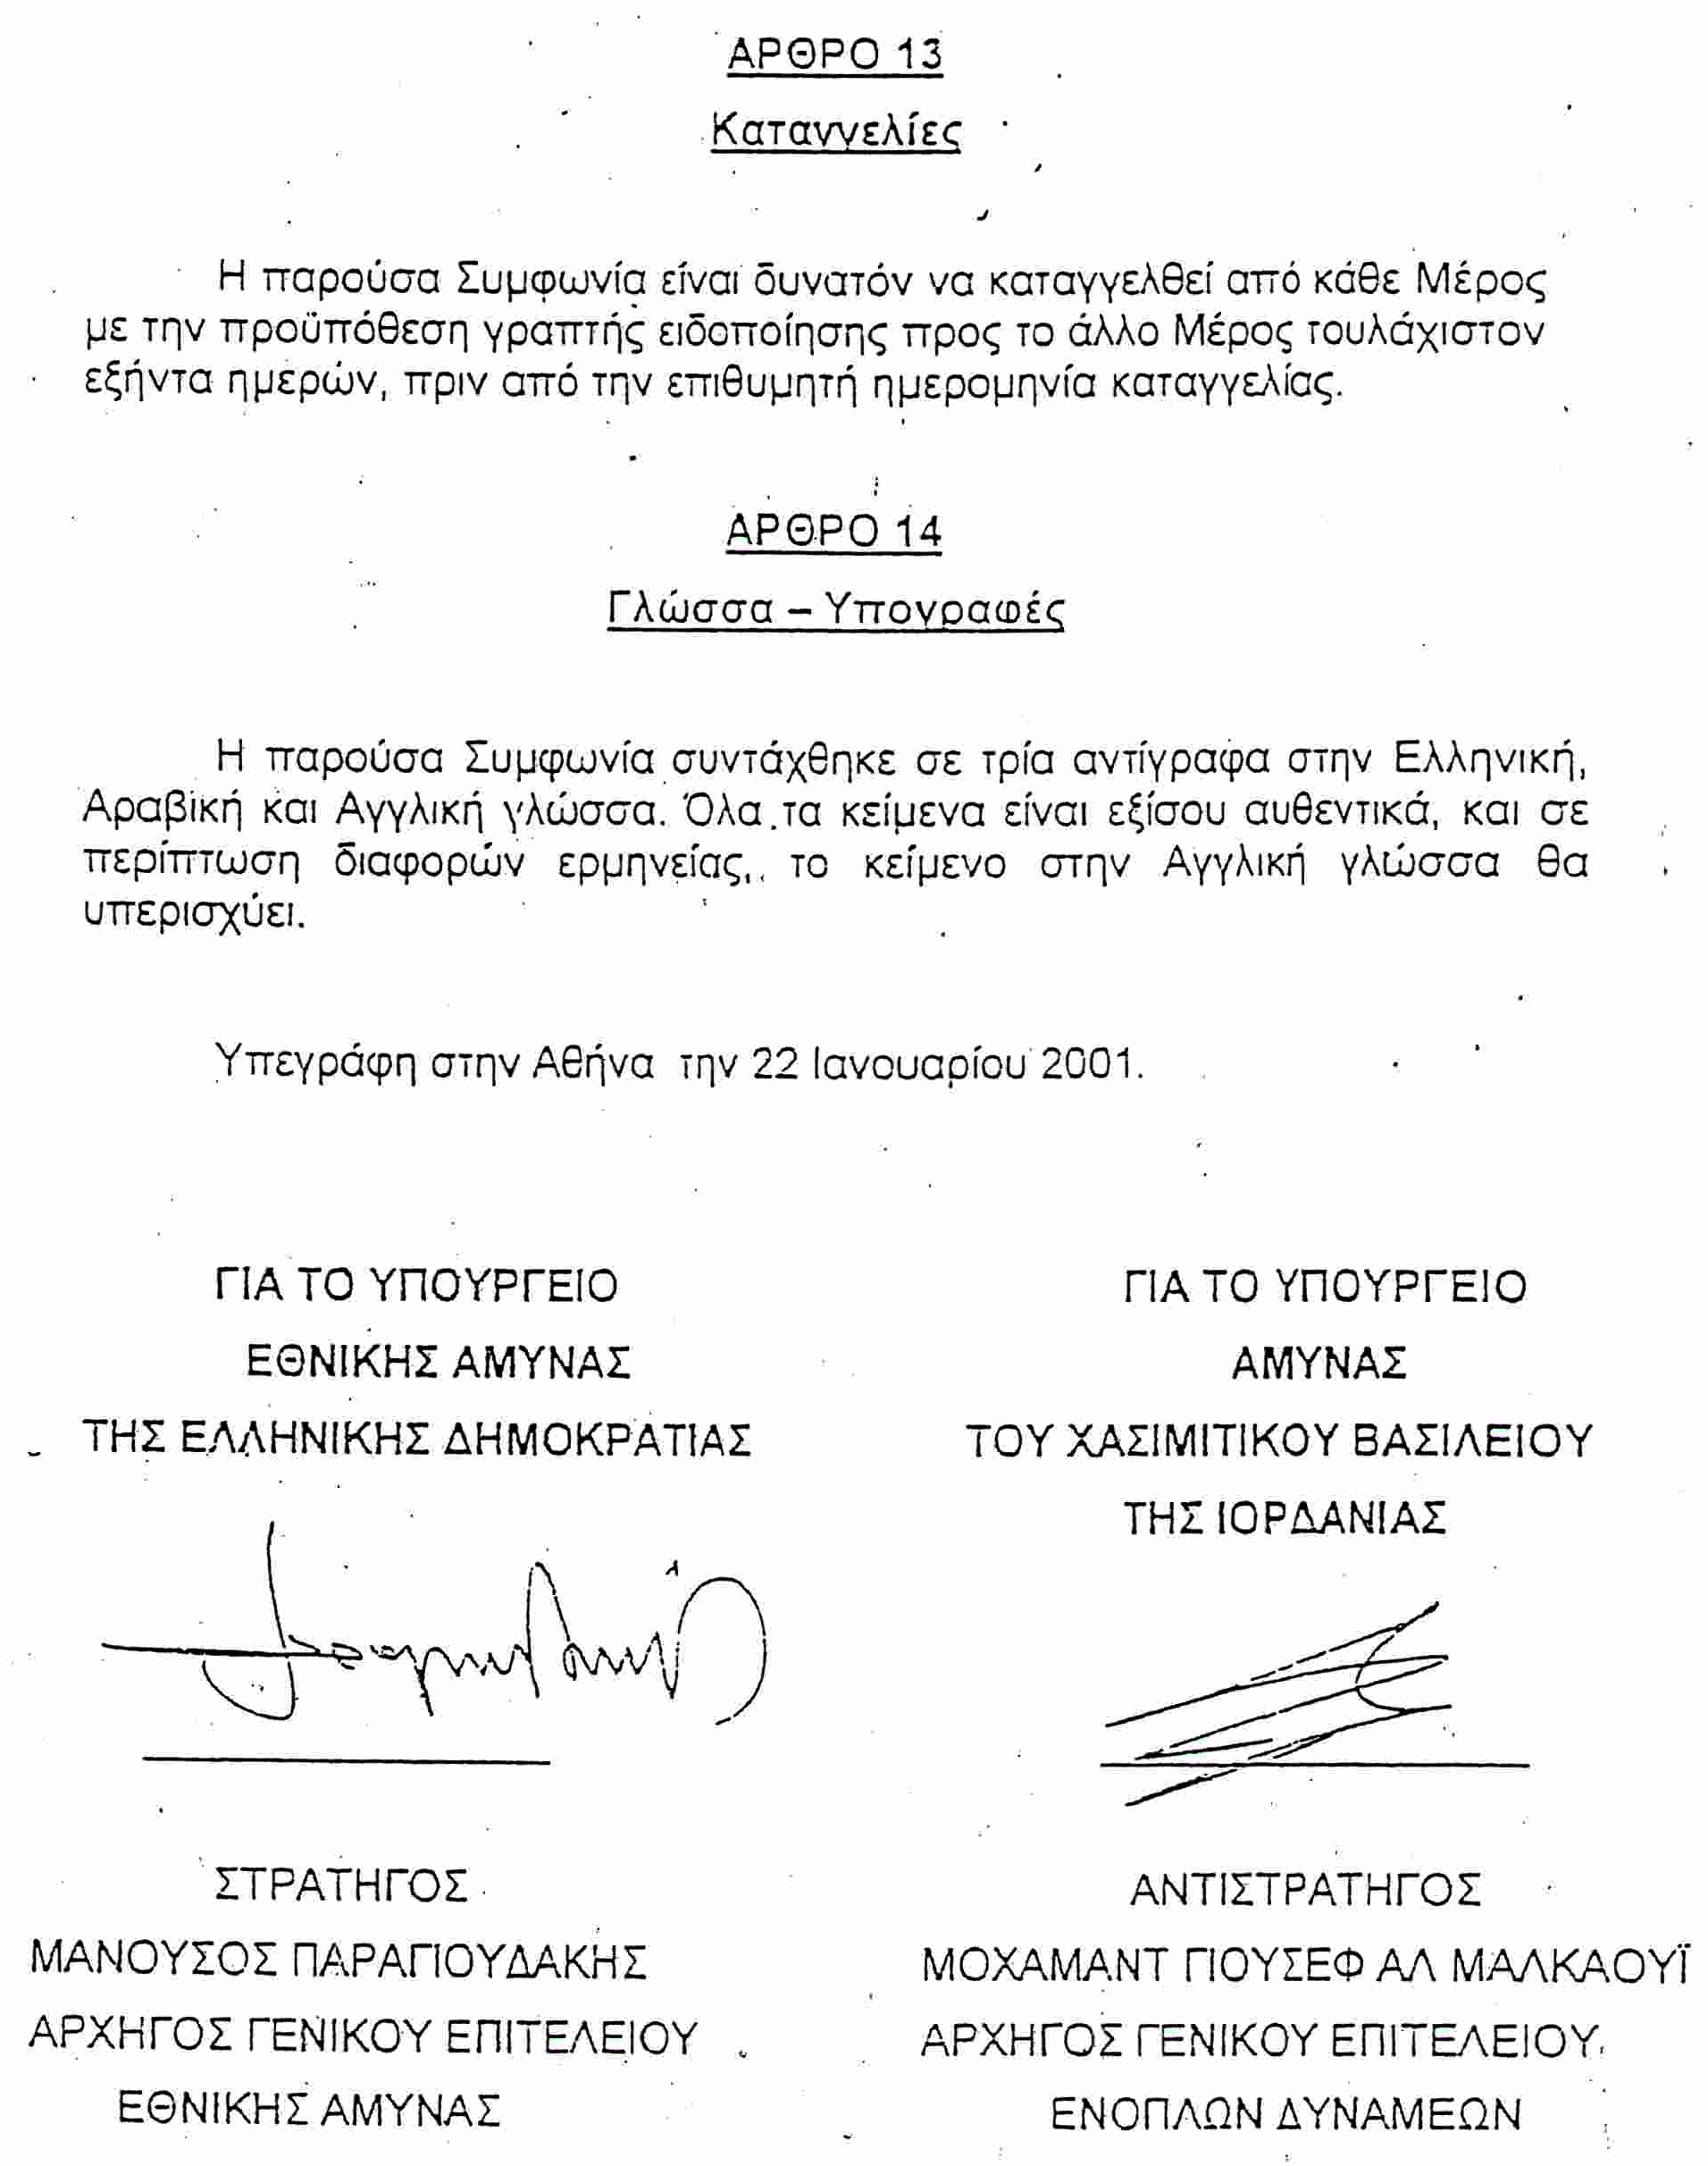 ΑΡΘΡΟ 13
Καταγγελίες
Η παρούσα Συμφωνία είναι δυνατόν να καταγγελθεί από κάθε Μέρος
με την προϋπόθεση γραπτής ειδοποίησης προς το άλλο Μέρος τουλάχιστον
εξήντα ημερών, πριν από την επιθυμητή ημερομηνία καταγγελίας.
ΑΡΘΡΟ 14
Γλώσσα – Υπογραφές
Η παρούσα Συμφωνία συντάχθηκε σε τρία αντίγραφα στην Ελληνική,
Αραβική και Αγγλική γλώσσα. Όλα τα κείμενα είναι εξίσου αυθεντικά, και σε
περίπτωση διαφορών ερμηνείας, το κείμενο στην Αγγλική γλώσσα θα
υπερισχύει.
Υπεγράφη στην Αθήνα την 22 Ιανουαρίου 2001.
ΓΙΑ ΤΟ ΥΠΟΥΡΓΕΙΟ
ΕΘΝΙΚΗΣ ΑΜΥΝΑΣ
ΤΗΣ ΕΛΛΗΝΙΚΗΣ ΔΗΜΟΚΡΑΤΙΑΣ
ΣΤΡΑΤΗΓΟΣ
ΜΑΝΟΥΣΟΣ ΠΑΡΑΓΙΟΥΔΑΚΗΣ
ΑΡΧΗΓΟΣ ΓΕΝΙΚΟΥ ΕΠΙΤΕΛΕΙΟΥ
ΕΘΝΙΚΗΣ ΑΜΥΝΑΣ
ΓΙΑ ΤΟ ΥΠΟΥΡΓΕΙΟ
ΑΜΥΝΑΣ
ΤΟΥ ΧΑΣΙΜΙΤΙΚΟΥ ΒΑΣΙΛΕΙΟΥ
ΤΗΣ ΙΟΡΔΑΝΙΑΣ
ΑΝΤΙΣΤΡΑΤΗΓΟΣ
ΜΟΧΑΜΑΝΤ ΓΙΟΥΣΕΦ ΑΛ ΜΑΛΚΑΟΥΪ
ΑΡΧΗΓΟΣ ΓΕΝΙΚΟΥ ΕΠΙΤΕΛΕΙΟΥ
ΕΝΟΠΛΩΝ ΔΥΝΑΜΕΩΝ